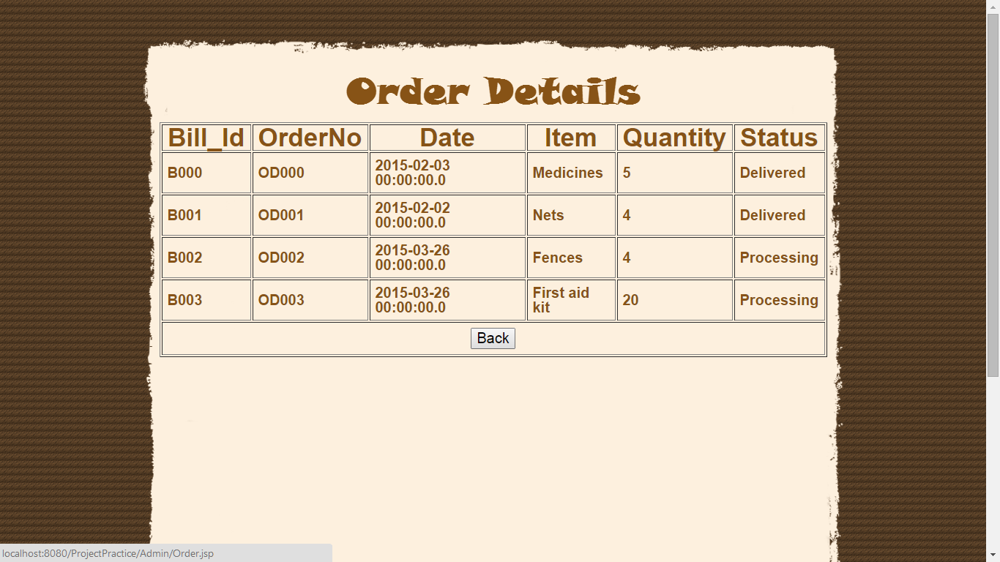 Order Details
Bill_Id OrderNo Date Item Quantity Status
B000 OD000 2015-02-03 00:00:00.0 Medicines 5 Delivered
B001 OD001 2015-02-02 00:00:00.0 Nets 4 Delivered
B002 OD002 2015-03-26 00:00:00.0 Fences 4 Processing
B003 OD003 2015-03-26 00:00:00.0 First aid kit 20 Processing
Back
localhost:8080/ProjectPractice/Admin/Order.jsp